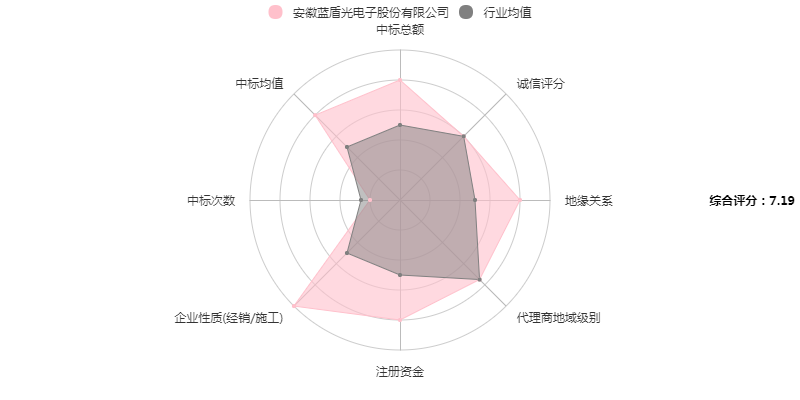 安徽蓝盾光电子股份有限公司 行业均值
中标总额
中标均值 诚信评分
中标次数 地缘关系 综合评分：7.19
企业性质(经销/施工) 代理商地域级别
注册资金